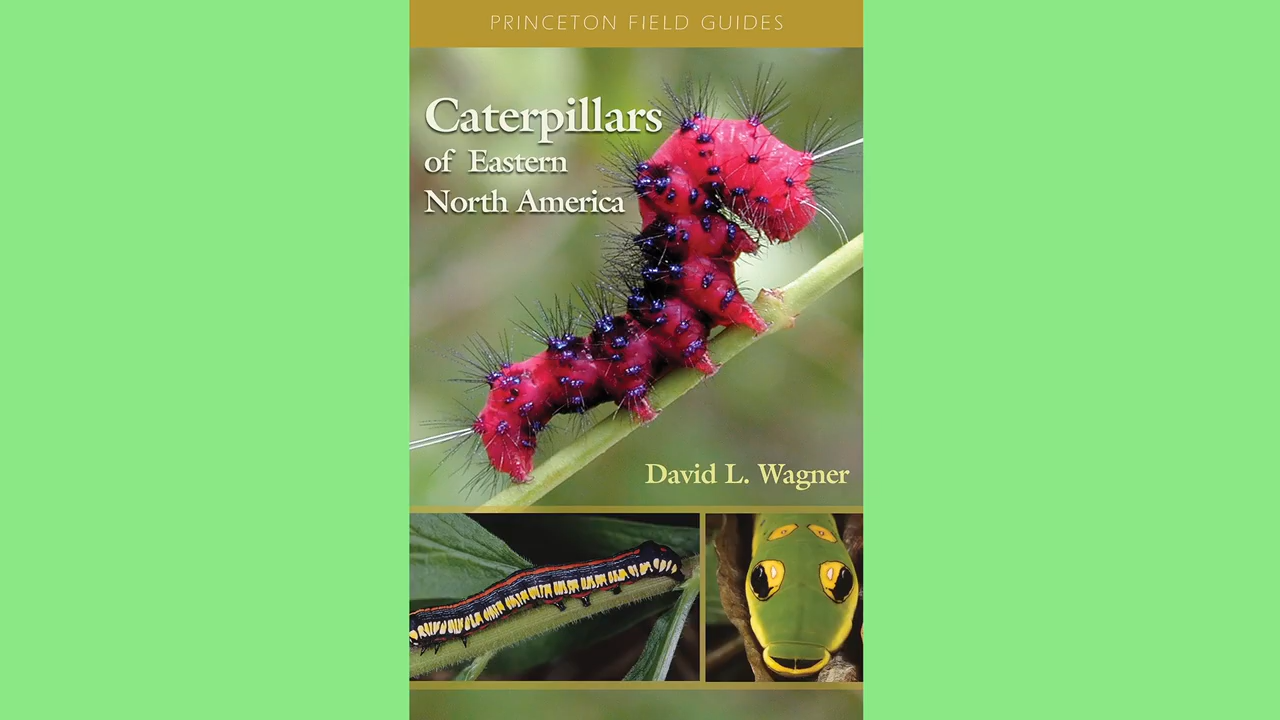 PRINCETON FIELD GUIDES
Caterpillars
of Eastern
North America
David L. Wagner